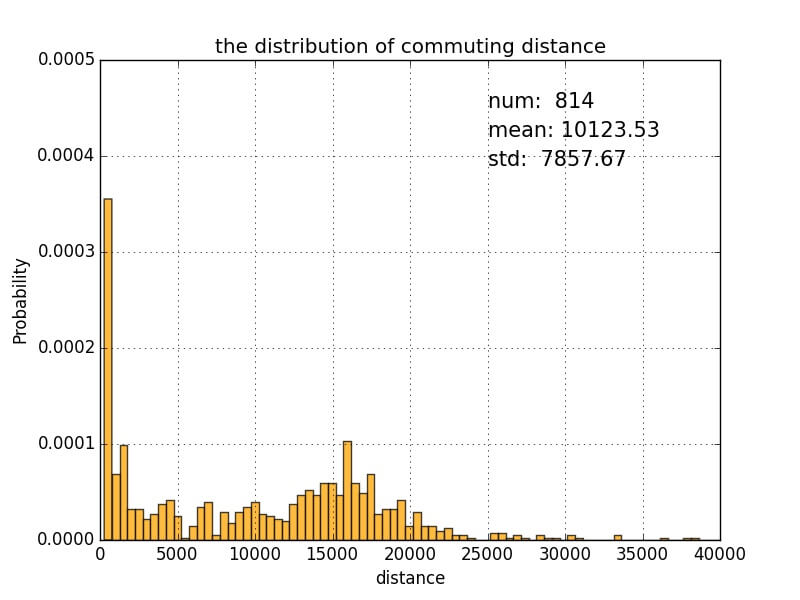 the distribution of commuting distance
0.0005
num: 814
mean: 10123.53
std: 7857.67
0.0004
0.0003
Probability
0.0002
0.0001
0.0000
0 5000 10000 15000 20000 25000 30000 35000 40000
distance